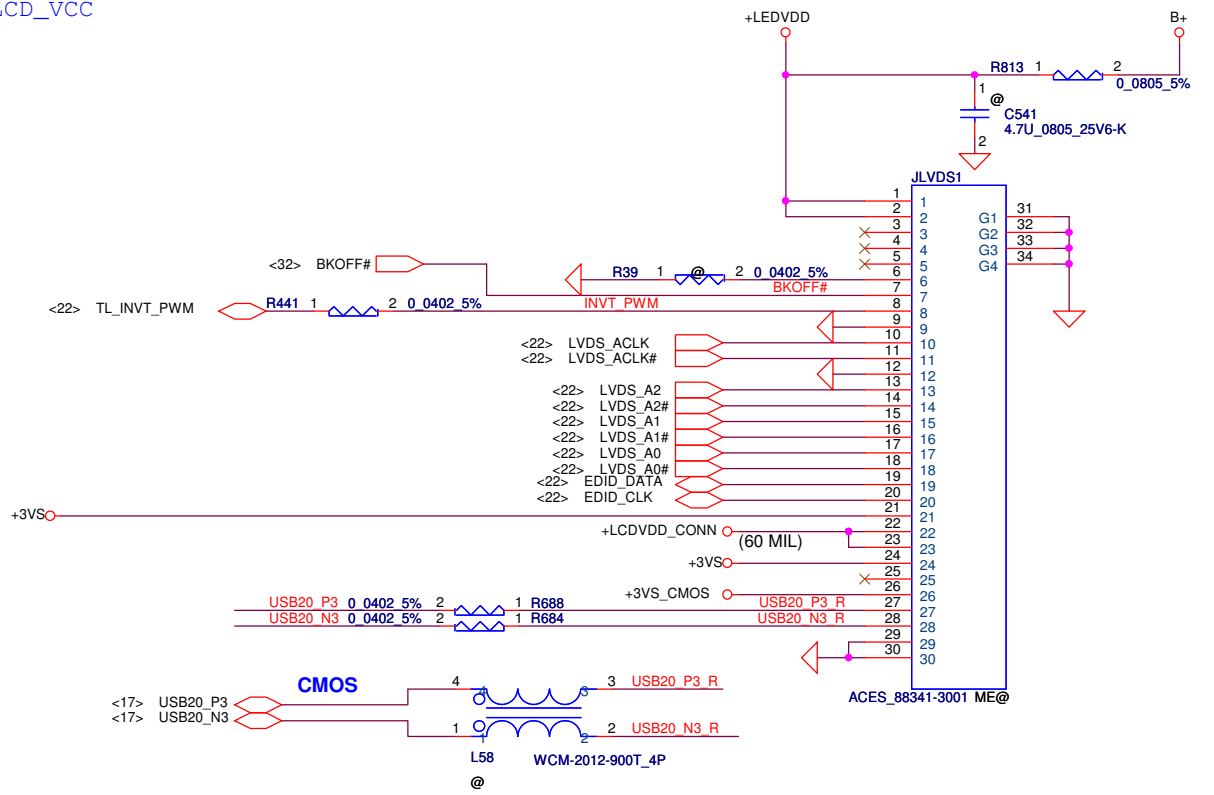 LCD_VCC
+LEDVDD
B+
R813 1 2
0_0805_5%
1
@
C541
4.7U_0805_25V6-K
2
JLVDS1
1 1
2 2
3 3
4 4
5 5
6 6
7 7
8 8
9 9
10 10
11 11
12 12
13 13
14 14
15 15
16 16
17 17
18 18
19 19
20 20
21 21
22 22
23 23
24 24
25 25
26 26
27 27
28 28
29 29
30 30
G1 31
G2 32
G3 33
G4 34
<32> BKOFF#
R39 1 @ 2 0_0402_5%
BKOFF#
<22> TL_INVT_PWM R441 1 2 0_0402_5% INVT_PWM
<22> LVDS_ACLK
<22> LVDS_ACLK#
<22> LVDS_A2
<22> LVDS_A2#
<22> LVDS_A1
<22> LVDS_A1#
<22> LVDS_A0
<22> LVDS_A0#
<22> EDID_DATA
<22> EDID_CLK
+3VS
+LCDVDD_CONN (60 MIL)
+3VS
+3VS_CMOS
USB20_P3 0_0402_5% 2 1 R688 USB20_P3_R
USB20_N3 0_0402_5% 2 1 R684 USB20_N3_R
ACES_88341-3001 ME@
CMOS
<17> USB20_P3
<17> USB20_N3
4 4 3 3 USB20_P3_R
1 1 2 2 USB20_N3_R
L58 WCM-2012-900T_4P
@